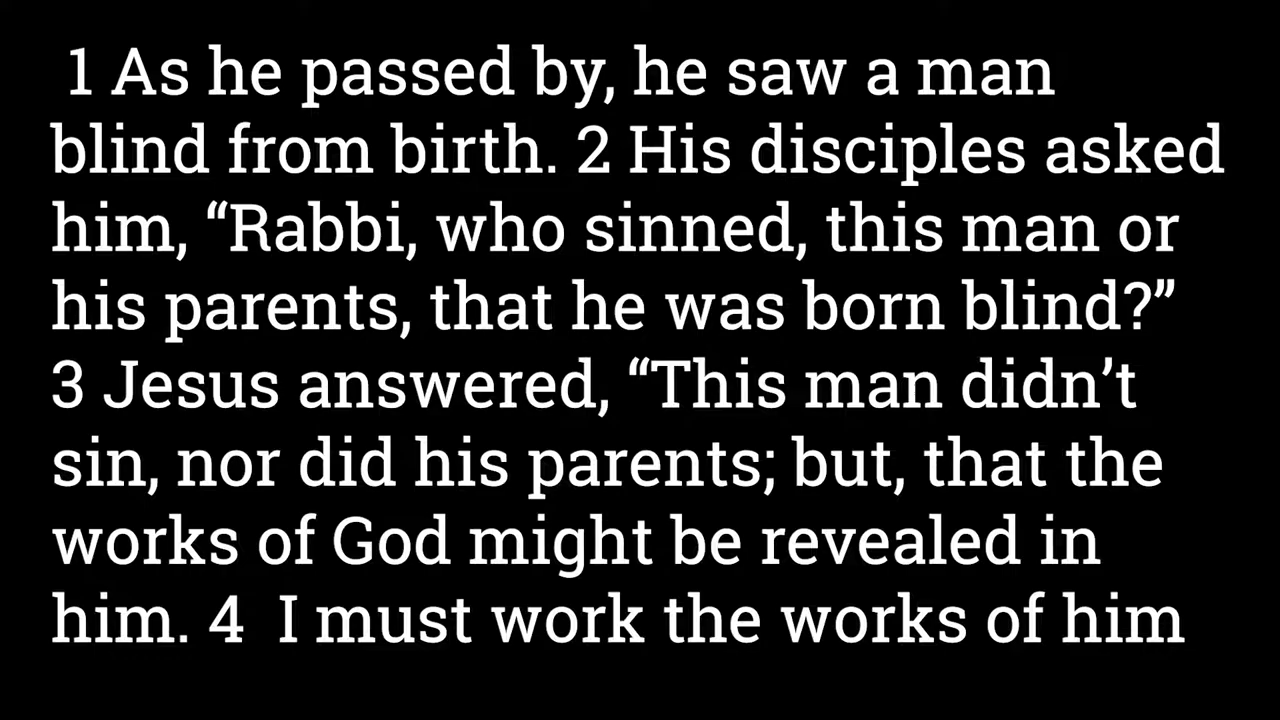 1 As he passed by, he saw a man
blind from birth. 2 His disciples asked
him, “Rabbi, who sinned, this man or
his parents, that he was born blind?”
3 Jesus answered, “This man didn’t
sin, nor did his parents; but, that the
works of God might be revealed in
him. 4  I must work the works of him